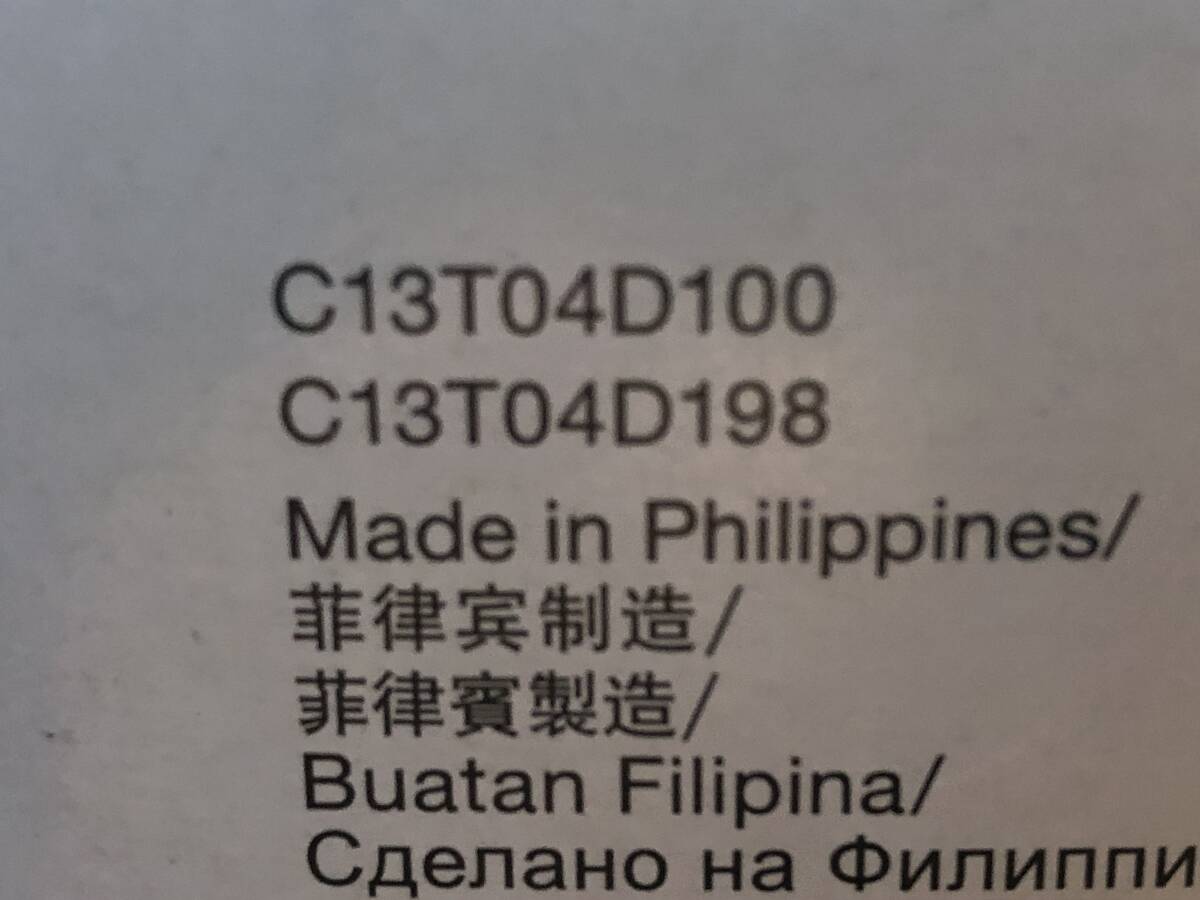 C13T04D100
C13T04D198
Made in Philippines/
菲律宾制造/
菲律賓製造/
Buatan Filipina/
Сделано на Филиппи